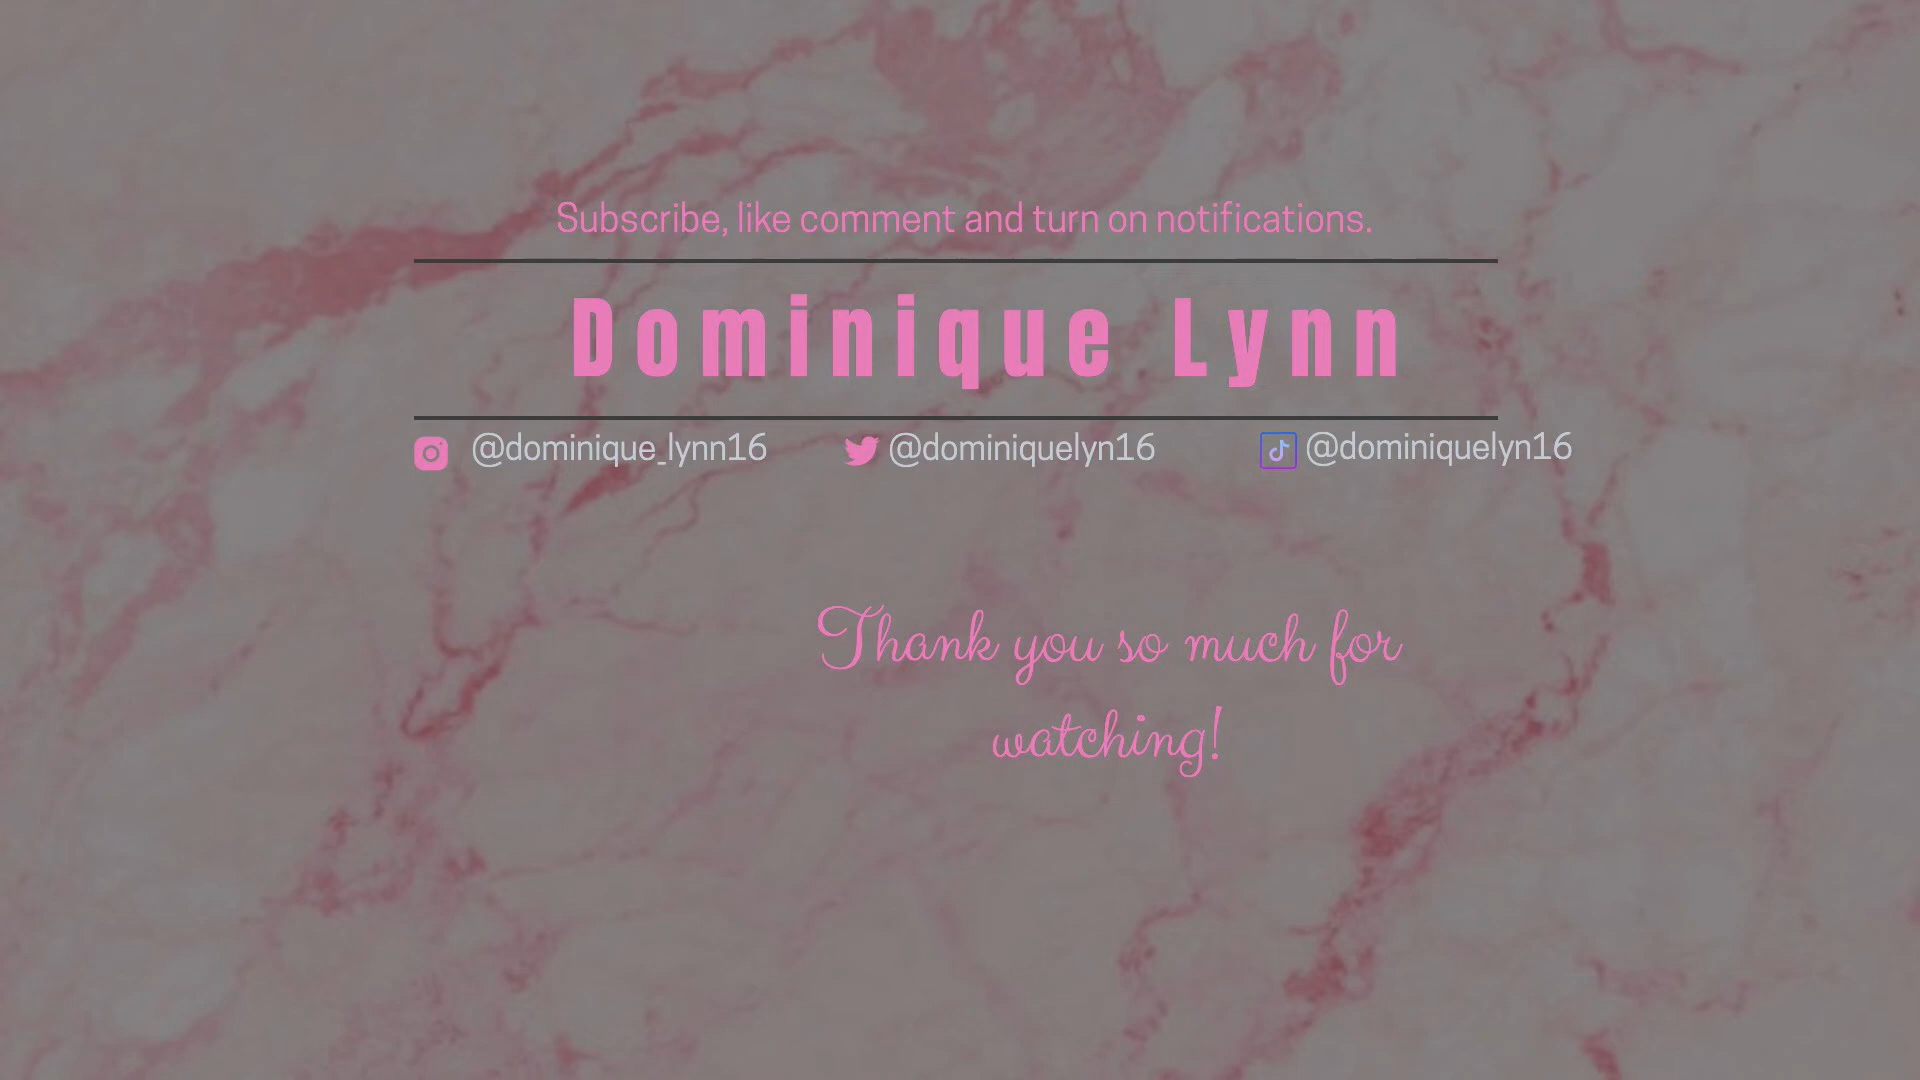 Subscribe, like comment and turn on notifications.
Dominique Lynn
@dominique_lynn16 @dominiquelyn16 @dominiquelyn16
Thank you so much for
watching!